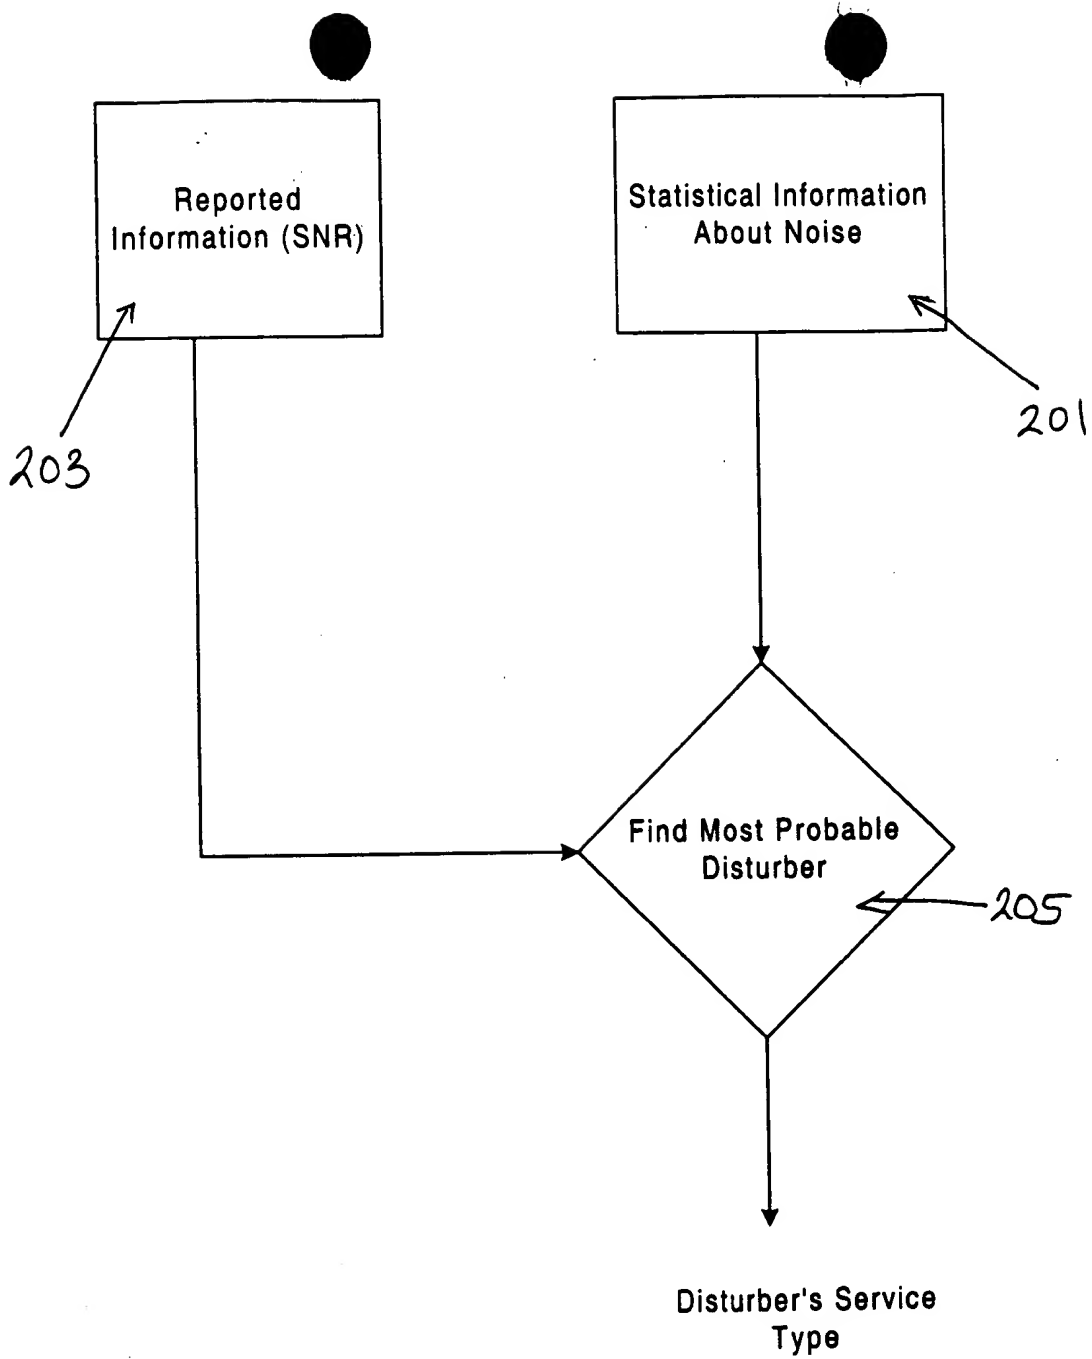 Reported
Information (SNR)
Statistical Information
About Noise
203
201
Find Most Probable
Disturber
205
Disturber's Service
Type